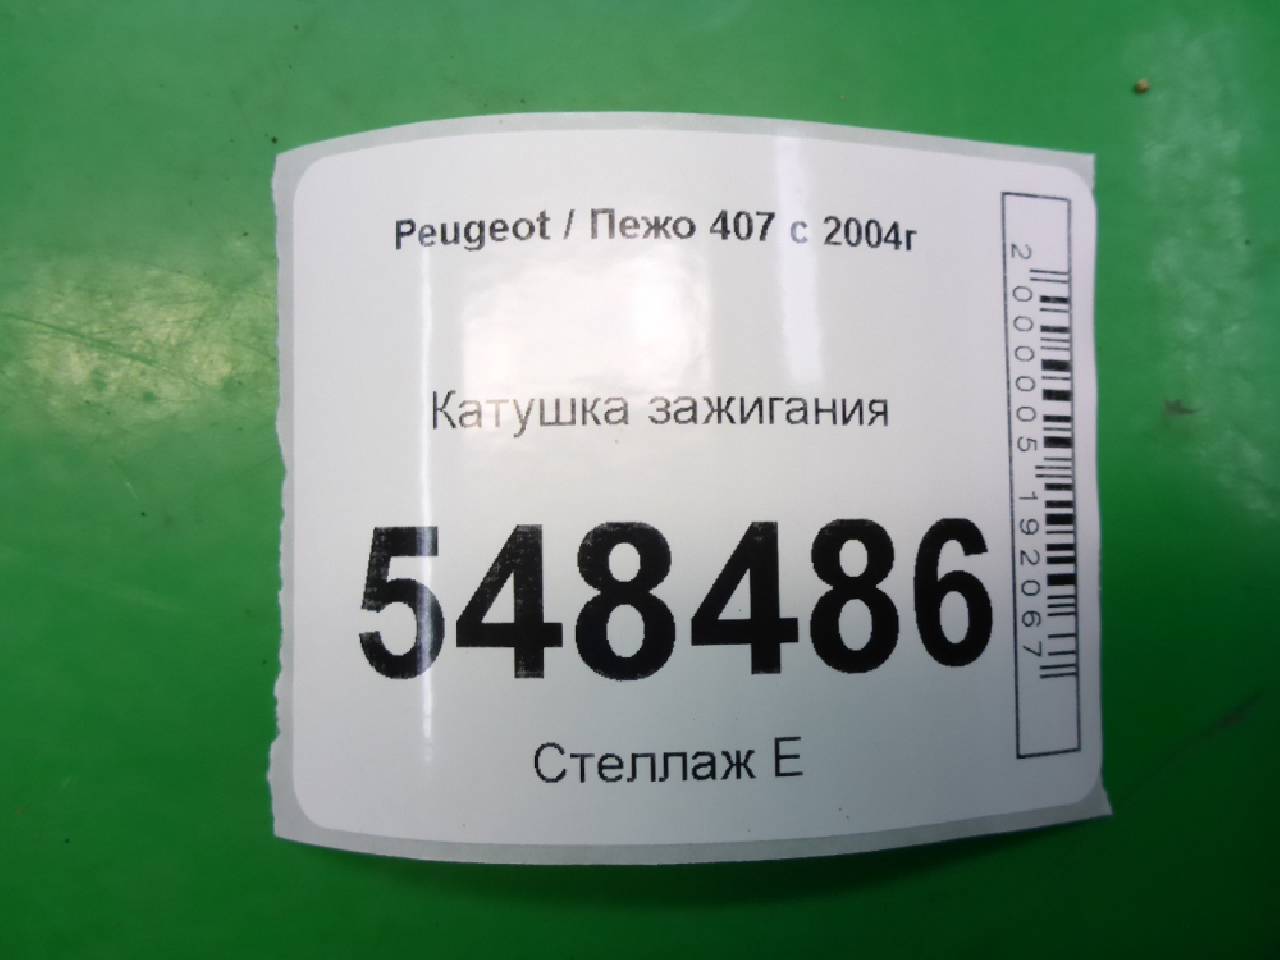 Peugeot / Пежо 407 с 2004г
Катушка зажигания
548486
Стеллаж Е
2000005192067